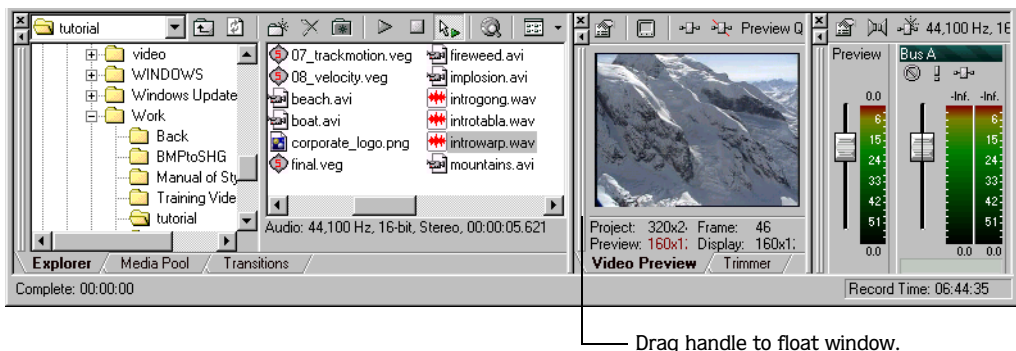 tutorial
video
WINDOWS
Windows Update
Work
Back
BMPtoSHG
Manual of Sty
Training Vide
tutorial
07_trackmotion.veg
08_velocity.veg
beach.avi
boat.avi
corporate_logo.png
final.veg
fireweed.avi
implosion.avi
introgong.wav
introtabla.wav
introwarp.wav
mountains.avi
Audio: 44,100 Hz, 16-bit, Stereo, 00:00:05.621
Explorer Media Pool Transitions
Preview Q
Project: 320x2 Frame: 46
Preview: 160x1 Display: 160x1
Video Preview Trimmer
44,100 Hz, 16
Preview
0.0
6
15
24
33
42
51
0.0
Bus A
-Inf. -Inf.
6
15
24
33
42
51
0.0 0.0
Complete: 00:00:00
Record Time: 06:44:35
Drag handle to float window.